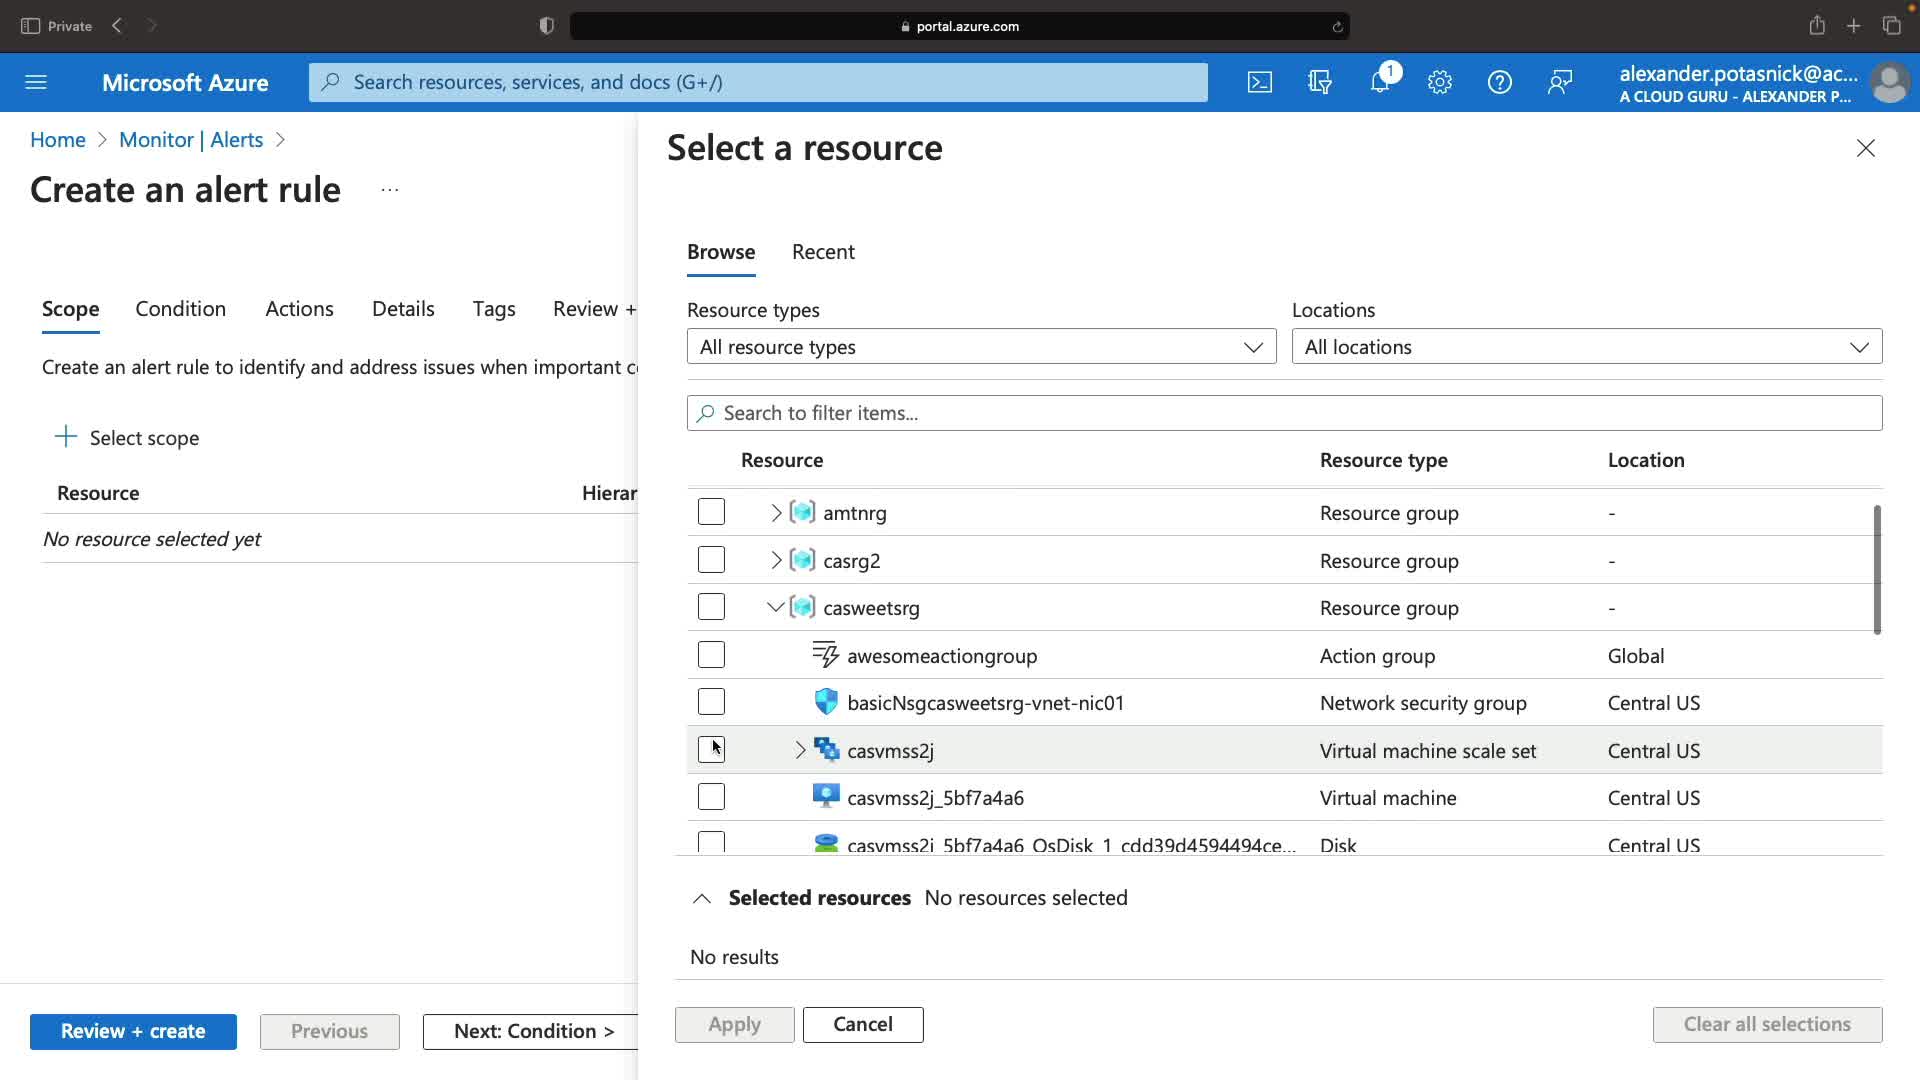 Private
portal.azure.com
Microsoft Azure
Search resources, services, and docs (G+/)
1
alexander.potasnick@ac...
A CLOUD GURU - ALEXANDER P...
Home > Monitor | Alerts >
Create an alert rule ...
Scope Condition Actions Details Tags Review +
Create an alert rule to identify and address issues when important c
Select scope
Resource Hierar
No resource selected yet
Review + create
Previous
Next: Condition >
Select a resource
Browse Recent
Resource types Locations
All resource types All locations
Search to filter items...
Resource Resource type Location
amtnrg Resource group -
casrg2 Resource group -
casweetsrg Resource group -
awesomeactiongroup Action group Global
basicNsgcasweetsrg-vnet-nic01 Network security group Central US
casvmss2j Virtual machine scale set Central US
casvmss2j_5bf7a4a6 Virtual machine Central US
casvmss2j_5bf7a4a6_OsDisk_1_cdd39d4594494ce... Disk Central US
Selected resources No resources selected
No results
Apply
Cancel
Clear all selections